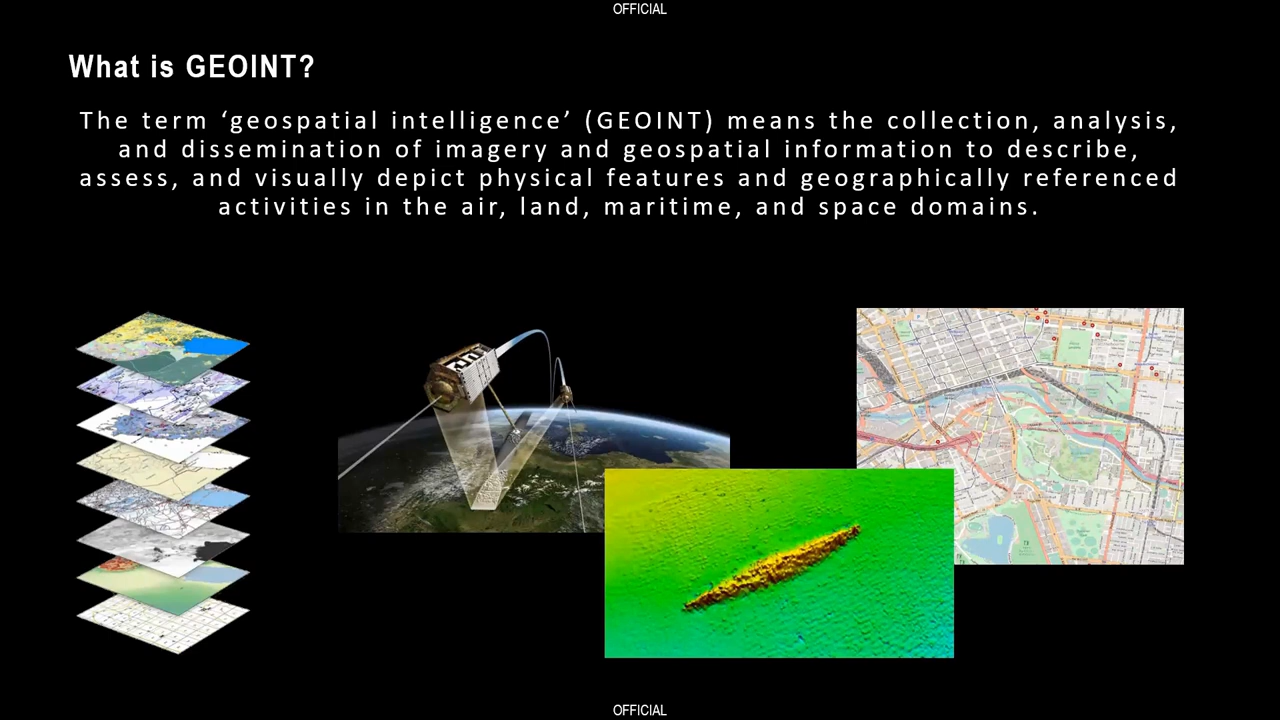 OFFICIAL
What is GEOINT?
The term ‘geospatial intelligence’ (GEOINT) means the collection, analysis,
and dissemination of imagery and geospatial information to describe,
assess, and visually depict physical features and geographically referenced
activities in the air, land, maritime, and space domains.
OFFICIAL